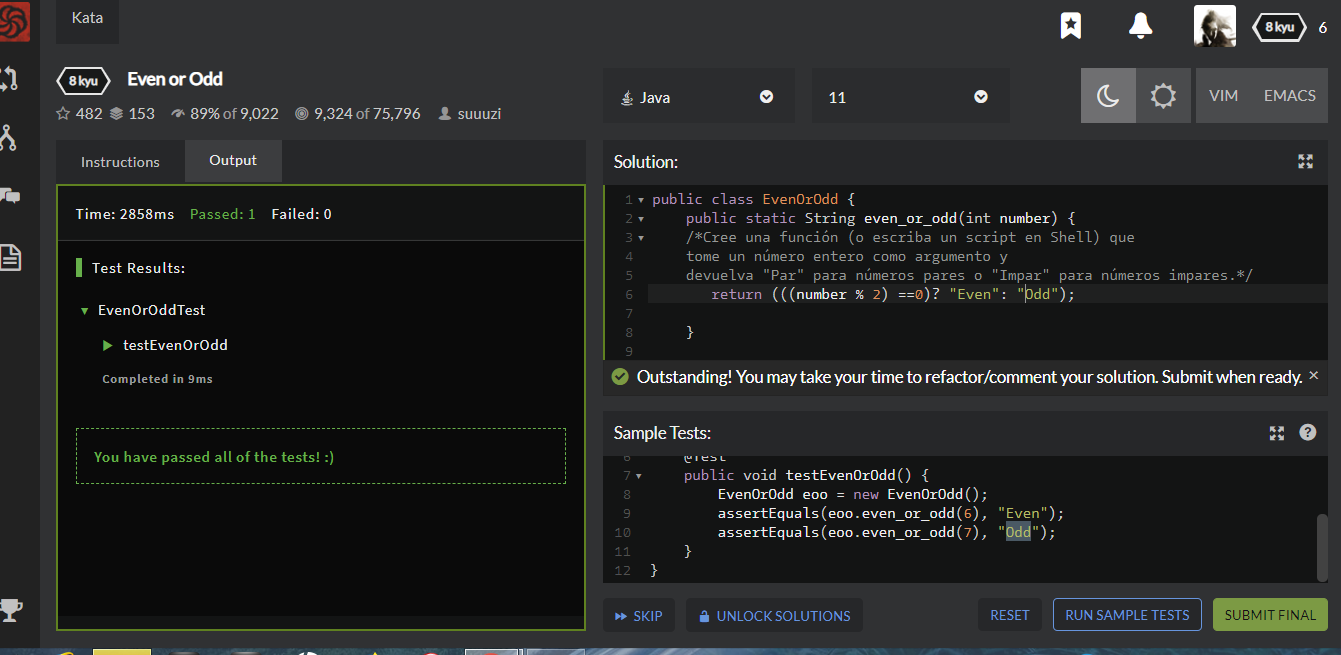 Kata
8 kyu
6
8 kyu
Even or Odd
482 153 89% of 9,022 9,324 of 75,796 suuuzi
Java
11
VIM
EMACS
Instructions
Output
Time: 2858ms Passed: 1 Failed: 0
Test Results:
EvenOrOddTest
testEvenOrOdd
Completed in 9ms
You have passed all of the tests! :)
Solution:
1 public class EvenOrOdd {
2 public static String even_or_odd(int number) {
3 /*Cree una función (o escriba un script en Shell) que
4 tome un número entero como argumento y
5 devuelva "Par" para números pares o "Impar" para números impares.*/
6 return (((number % 2) ==0)? "Even": "Odd");
7
8 }
9
Outstanding! You may take your time to refactor/comment your solution. Submit when ready. ×
Sample Tests:
?
6 @Test
7 public void testEvenOrOdd() {
8 EvenOrOdd eoo = new EvenOrOdd();
9 assertEquals(eoo.even_or_odd(6), "Even");
10 assertEquals(eoo.even_or_odd(7), "Odd");
11 }
12 }
SKIP
UNLOCK SOLUTIONS
RESET
RUN SAMPLE TESTS
SUBMIT FINAL